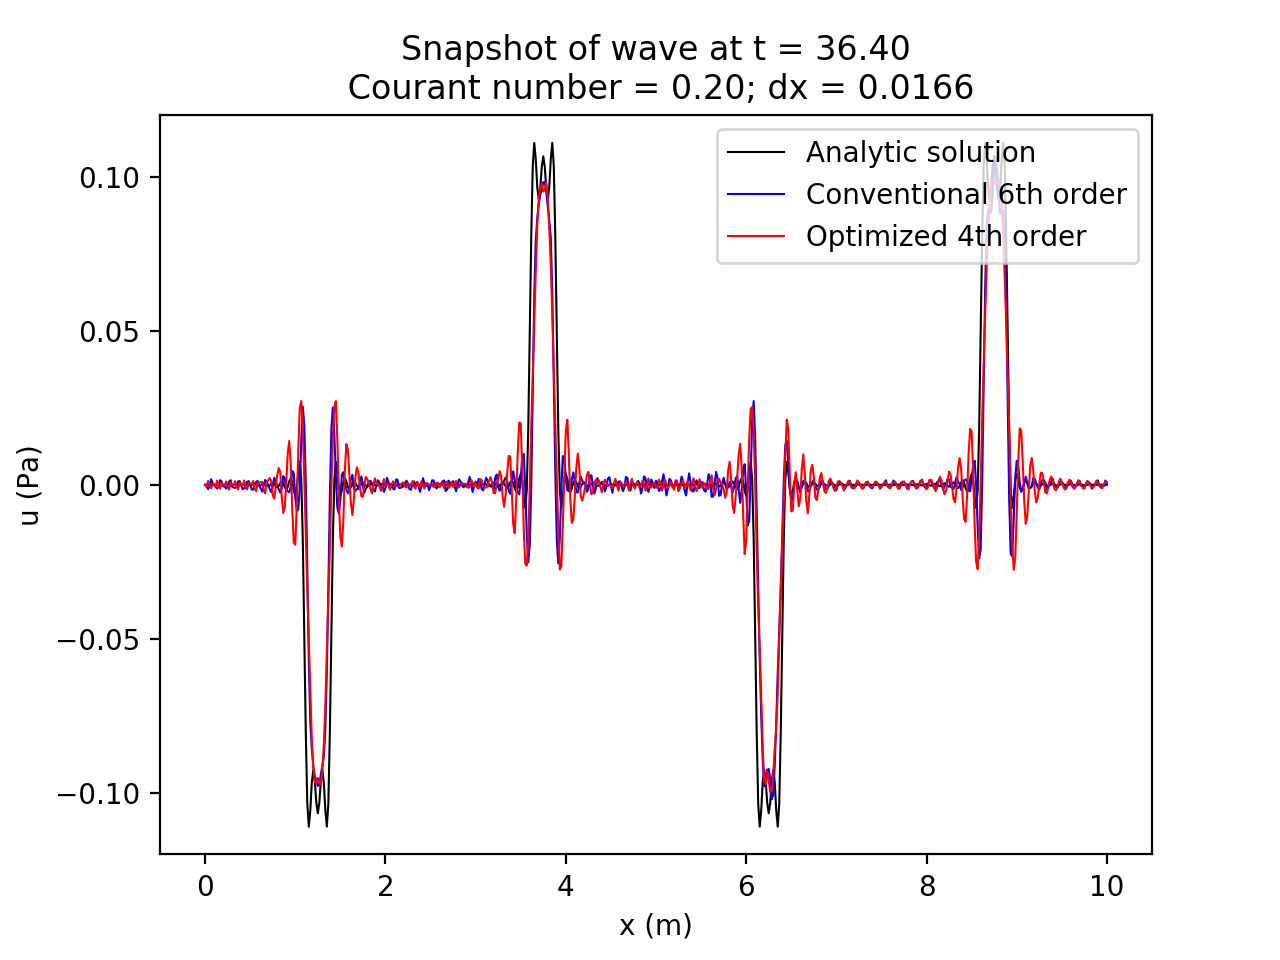 Snapshot of wave at t = 36.40
Courant number = 0.20; dx = 0.0166
Analytic solution
Conventional 6th order
Optimized 4th order
0.10
0.05
0.00
−0.05
−0.10
u (Pa)
0 2 4 6 8 10
x (m)